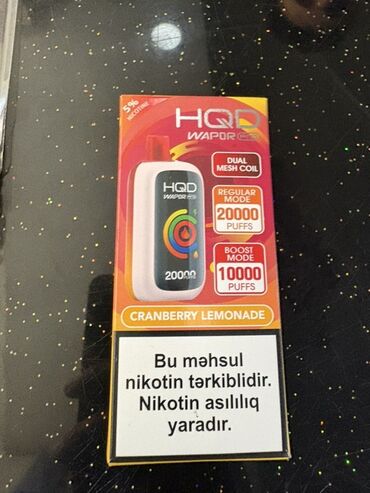 5%
NICOTINE
HQD
WAPOR
DUAL
MESH COIL
REGULAR
MODE
20000
PUFFS
BOOST
MODE
10000
PUFFS
HQD
WAPOR
20000
CRANBERRY LEMONADE
Bu məhsul
nikotin tərkiblidir.
Nikotin asılılıq
yaradır.